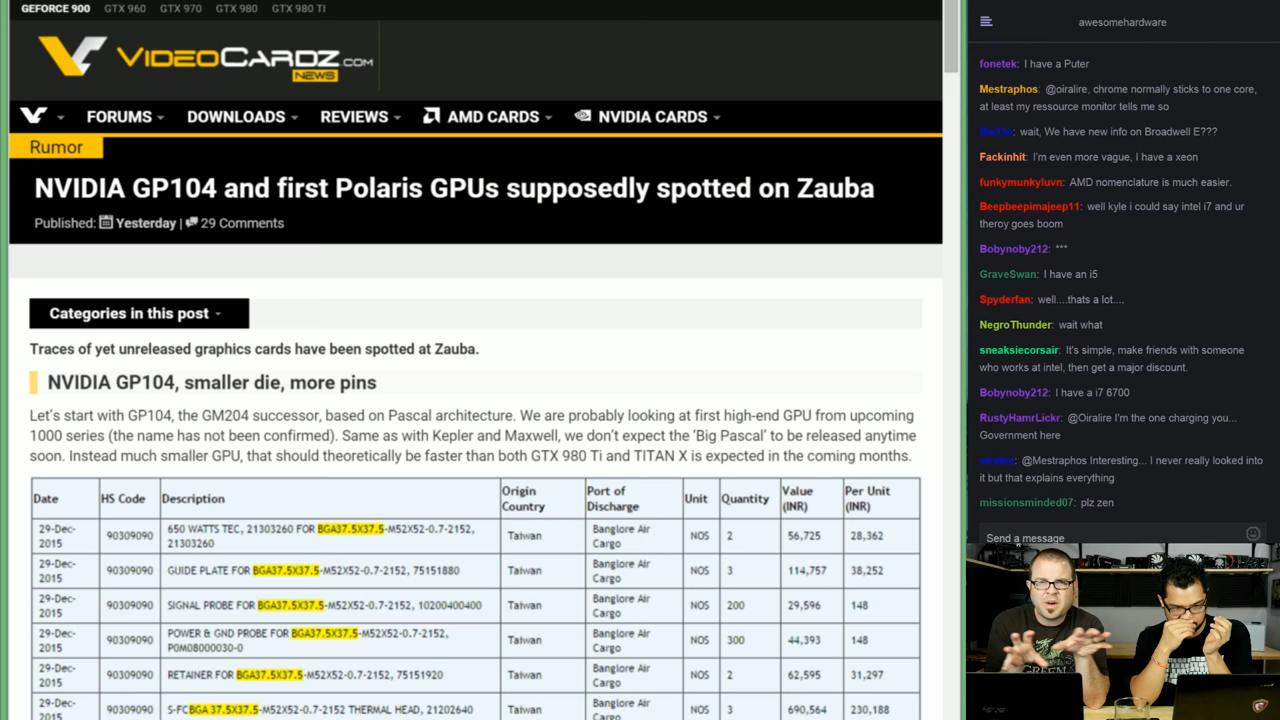 GEFORCE 900 GTX 960 GTX 970 GTX 980 GTX 980 TI
VIDEOCARDZ.COM
NEWS
FORUMS DOWNLOADS REVIEWS AMD CARDS NVIDIA CARDS
Rumor
NVIDIA GP104 and first Polaris GPUs supposedly spotted on Zauba
Published: Yesterday | 29 Comments
Categories in this post
Traces of yet unreleased graphics cards have been spotted at Zauba.
NVIDIA GP104, smaller die, more pins
Let's start with GP104, the GM204 successor, based on Pascal architecture. We are probably looking at first high-end GPU from upcoming
1000 series (the name has not been confirmed). Same as with Kepler and Maxwell, we don't expect the 'Big Pascal' to be released anytime
soon. Instead much smaller GPU, that should theoretically be faster than both GTX 980 Ti and TITAN X is expected in the coming months.
Date HS Code Description Origin Country Port of Discharge Unit Quantity Value (INR) Per Unit (INR)
29-Dec-2015 90309090 650 WATTS TEC, 21303260 FOR BGA37.5X37.5-M52X52-0.7-2152, 21303260 Taiwan Banglore Air Cargo NOS 2 56,725 28,362
29-Dec-2015 90309090 GUIDE PLATE FOR BGA37.5X37.5-M52X52-0.7-2152, 75151880 Taiwan Banglore Air Cargo NOS 3 114,757 38,252
29-Dec-2015 90309090 SIGNAL PROBE FOR BGA37.5X37.5-M52X52-0.7-2152, 10200400400 Taiwan Banglore Air Cargo NOS 200 29,596 148
29-Dec-2015 90309090 POWER & GND PROBE FOR BGA37.5X37.5-M52X52-0.7-2152, P0M08000030-0 Taiwan Banglore Air Cargo NOS 300 44,393 148
29-Dec-2015 90309090 RETAINER FOR BGA37.5X37.5-M52X52-0.7-2152, 75151920 Taiwan Banglore Air Cargo NOS 2 62,595 31,297
29-Dec- 90309090 S-FCBGA 37.5X37.5-M52X52-0.7-2152 THERMAL HEAD, 21202640 Taiwan Banglore Air Cargo NOS 3 690,564 230,188
awesomehardware
fonetek: I have a Puter
Mestraphos: @oiralire, chrome normally sticks to one core,
at least my ressource monitor tells me so
wait, We have new info on Broadwell E???
Fackinhit: I'm even more vague, I have a xeon
funkymunkyluvn: AMD nomenclature is much easier.
Beepbeepimajeep11: well kyle i could say intel i7 and ur
theroy goes boom
Bobynoby212: ***
GraveSwan: I have an i5
Spyderfan: well....thats a lot....
NegroThunder: wait what
sneaksiecorsair: It's simple, make friends with someone
who works at intel, then get a major discount.
Bobynoby212: I have a i7 6700
RustyHamrLickr: @Oiralire I'm the one charging you...
Government here
@Mestraphos Interesting... I never really looked into
it but that explains everything
missionsminded07: plz zen
Send a message